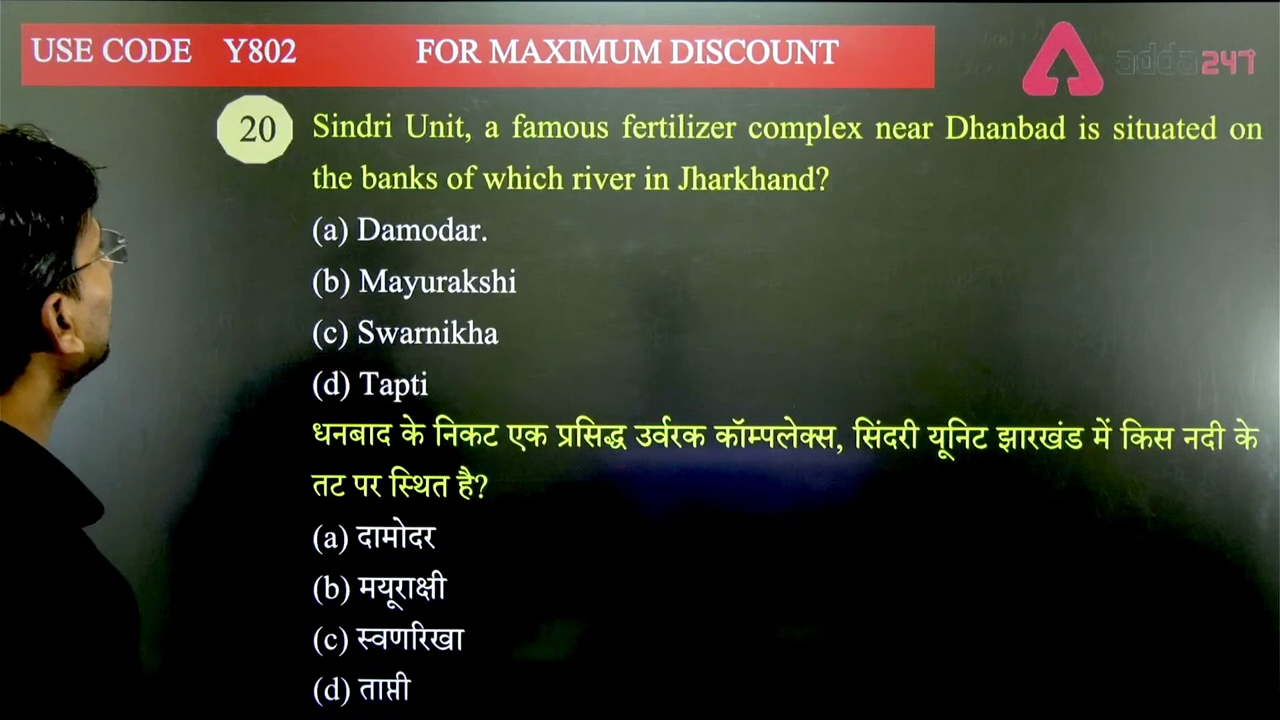 USE CODE Y802 FOR MAXIMUM DISCOUNT
adda247
20 Sindri Unit, a famous fertilizer complex near Dhanbad is situated on
the banks of which river in Jharkhand?
(a) Damodar.
(b) Mayurakshi
(c) Swarnikha
(d) Tapti
धनबाद के निकट एक प्रसिद्ध उर्वरक कॉम्पलेक्स, सिंदरी यूनिट झारखंड में किस नदी के
तट पर स्थित है?
(a) दामोदर
(b) मयूराक्षी
(c) स्वणरिखा
(d) ताप्ती